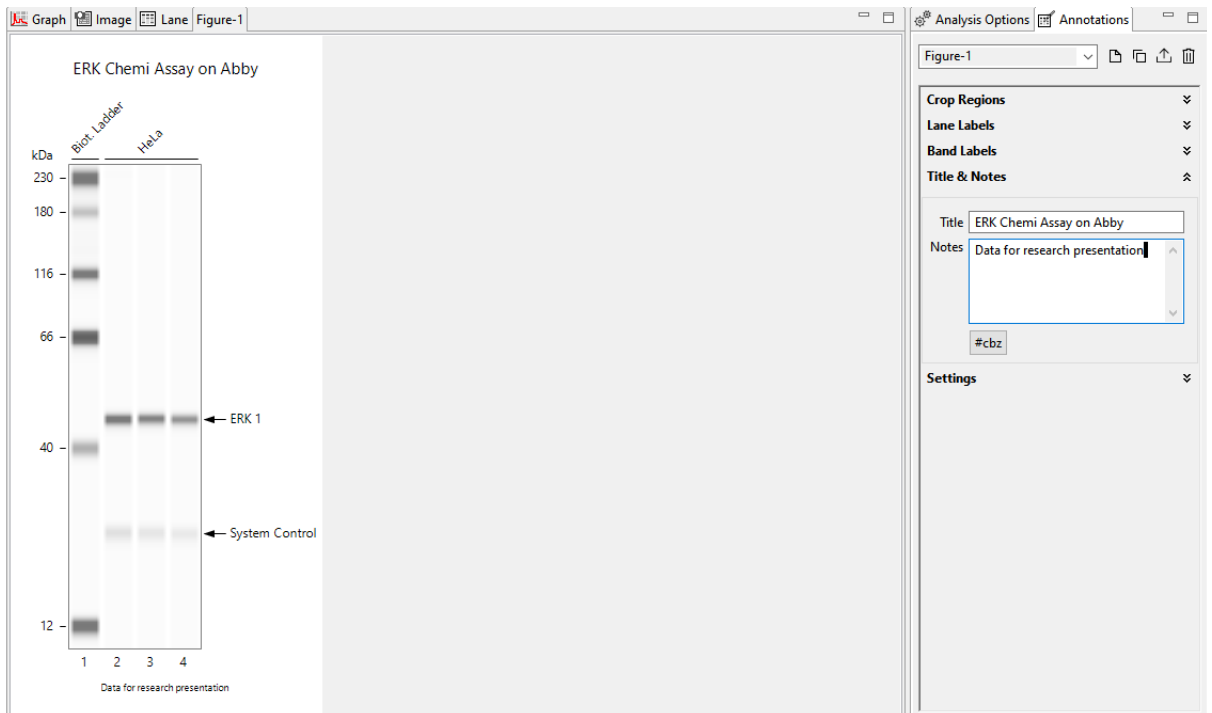 Graph Image Lane Figure-1
ERK Chemi Assay on Abby
Biot. Ladder
HeLa
kDa
230
180
116
66
ERK 1
40
System Control
12
1 2 3 4
Data for research presentation
Analysis Options Annotations
Figure-1
Crop Regions
Lane Labels
Band Labels
Title & Notes
Title ERK Chemi Assay on Abby
Notes Data for research presentation
#cbz
Settings